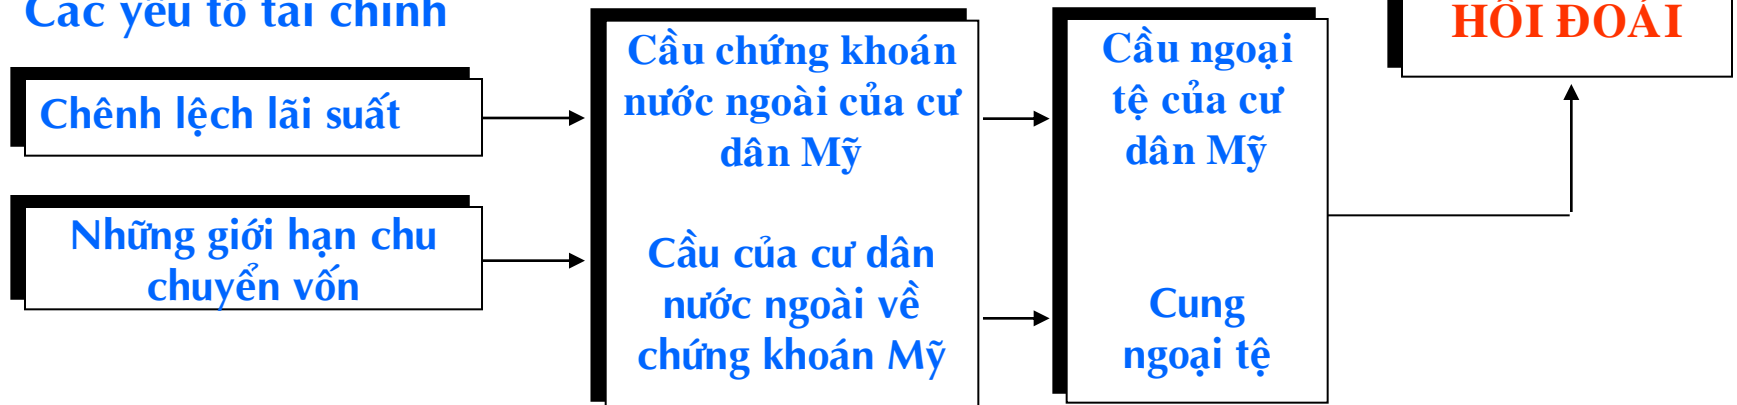 Các yếu tố tài chính
Chênh lệch lãi suất
Những giới hạn chu
chuyển vốn
Cầu chứng khoán
nước ngoài của cư
dân Mỹ
Cầu của cư dân
nước ngoài về
chứng khoán Mỹ
Cầu ngoại
tệ của cư
dân Mỹ
Cung
ngoại tệ
HỐI ĐOÁI